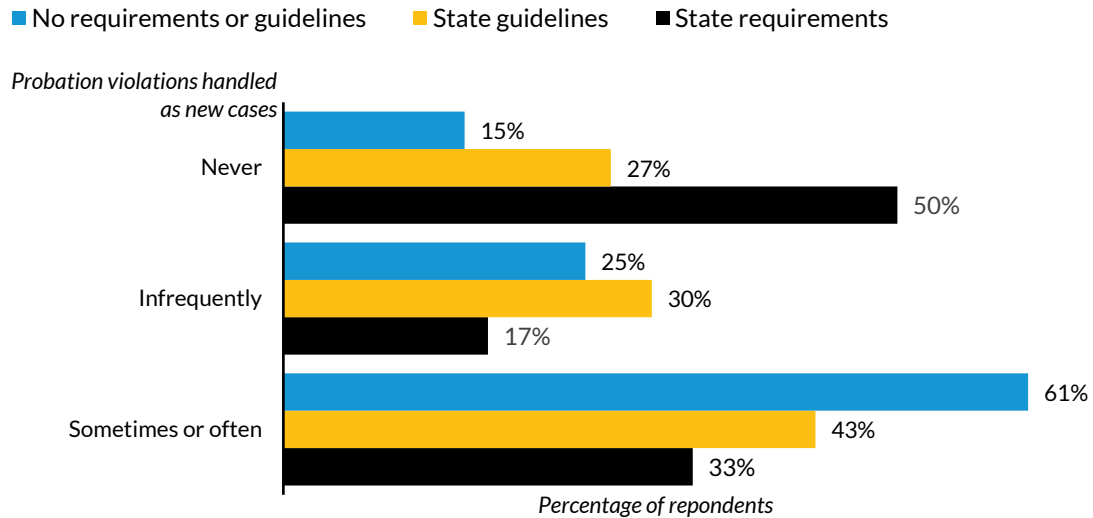 No requirements or guidelines State guidelines State requirements
Probation violations handled
as new cases
15%
Never 27%
50%
25%
Infrequently 30%
17%
61%
Sometimes or often 43%
33%
Percentage of repondents